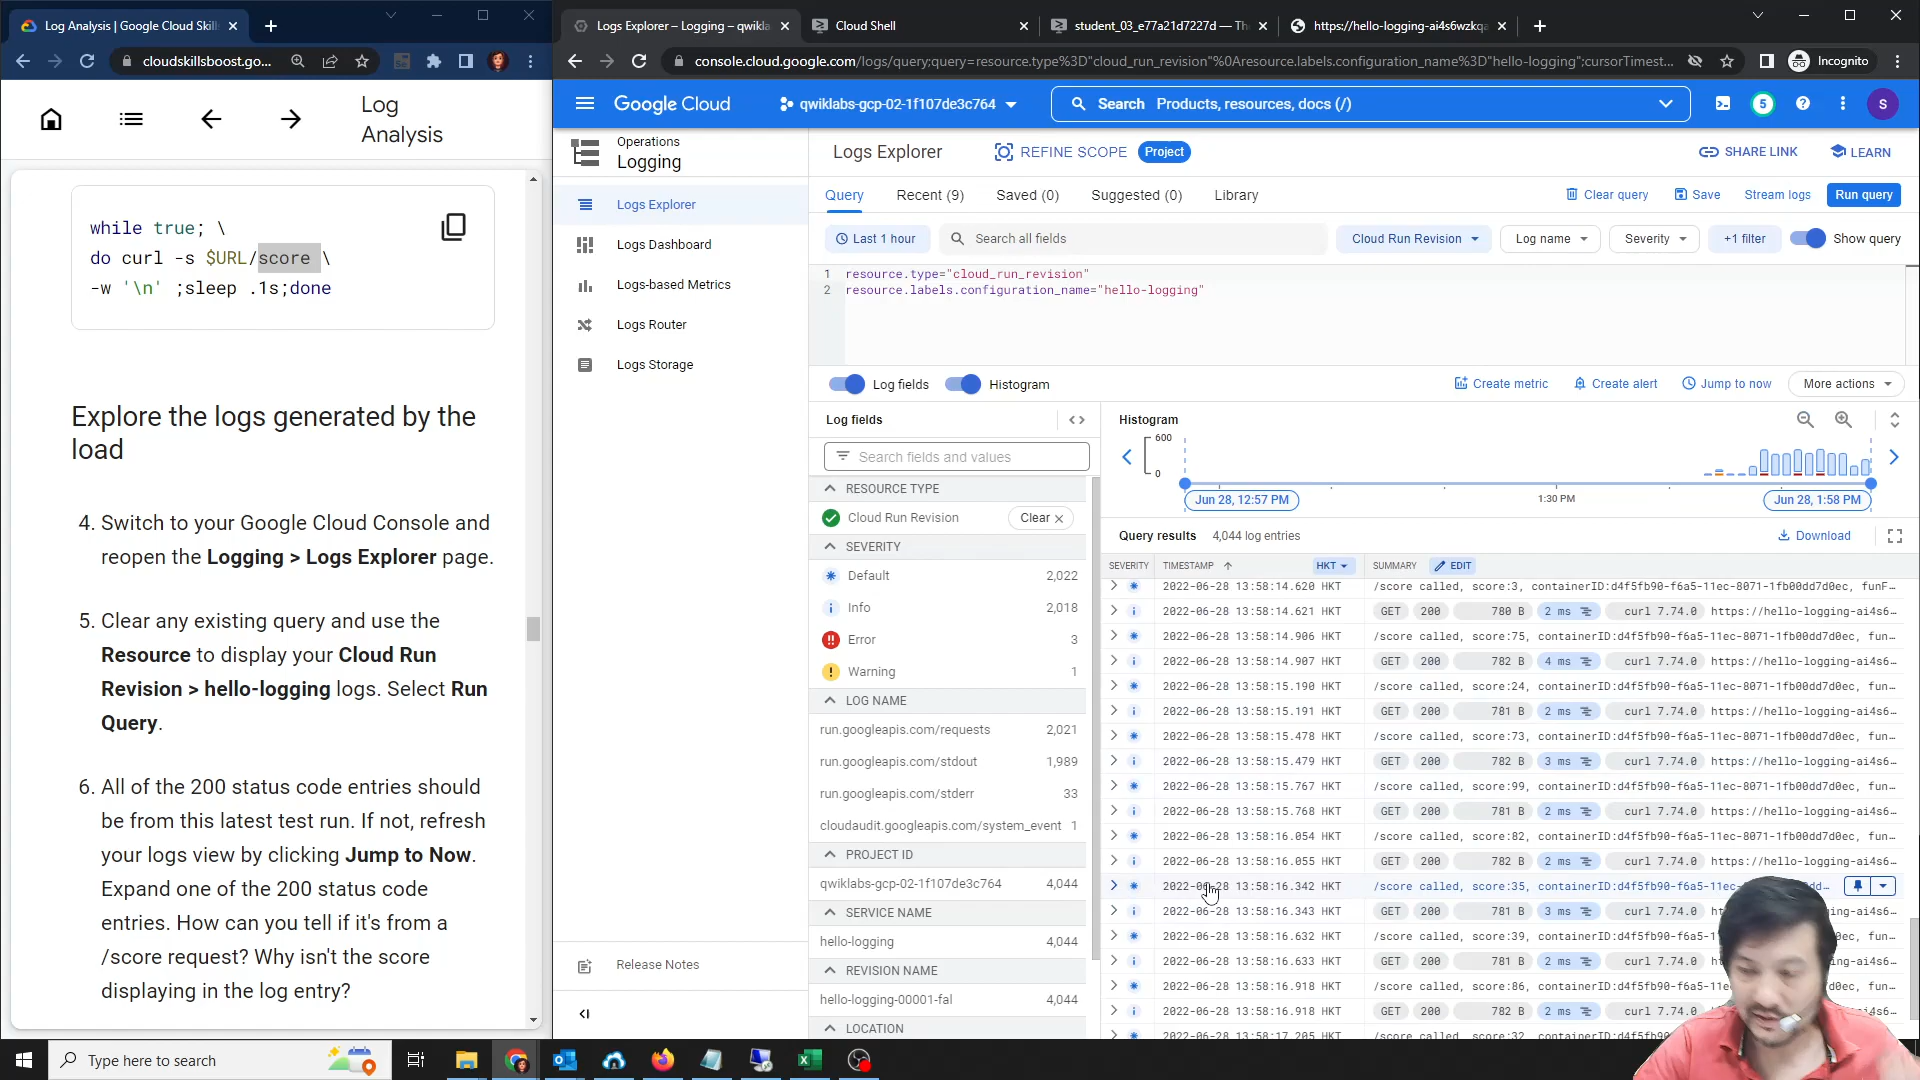 Log Analysis | Google Cloud Skill
cloudskillsboost.go...
Log
Analysis
while true; \
do curl -s $URL/score \
-w '\n' ;sleep .1s;done
Explore the logs generated by the
load
4. Switch to your Google Cloud Console and
reopen the Logging > Logs Explorer page.
5. Clear any existing query and use the
Resource to display your Cloud Run
Revision > hello-logging logs. Select Run
Query.
6. All of the 200 status code entries should
be from this latest test run. If not, refresh
your logs view by clicking Jump to Now.
Expand one of the 200 status code
entries. How can you tell if it's from a
/score request? Why isn't the score
displaying in the log entry?
Logs Explorer – Logging – qwikla
Cloud Shell
student_03_e77a21d7227d — Th
https://hello-logging-ai4s6wzkqa
console.cloud.google.com/logs/query;query=resource.type%3D"cloud_run_revision"%0Aresource.labels.configuration_name%3D"hello-logging";cursorTimest...
Incognito
Google Cloud
qwiklabs-gcp-02-1f107de3c764
Search Products, resources, docs (/)
5
S
Operations
Logging
Logs Explorer
Logs Dashboard
Logs-based Metrics
Logs Router
Logs Storage
Release Notes
Logs Explorer
REFINE SCOPE
Project
SHARE LINK
LEARN
Query
Recent (9)
Saved (0)
Suggested (0)
Library
Clear query
Save
Stream logs
Run query
Last 1 hour
Search all fields
Cloud Run Revision
Log name
Severity
+1 filter
Show query
1 resource.type="cloud_run_revision"
2 resource.labels.configuration_name="hello-logging"
Log fields
Histogram
Create metric
Create alert
Jump to now
More actions
Log fields
Search fields and values
RESOURCE TYPE
Cloud Run Revision Clear
SEVERITY
Default 2,022
Info 2,018
Error 3
Warning 1
LOG NAME
run.googleapis.com/requests 2,021
run.googleapis.com/stdout 1,989
run.googleapis.com/stderr 33
cloudaudit.googleapis.com/system_event 1
PROJECT ID
qwiklabs-gcp-02-1f107de3c764 4,044
SERVICE NAME
hello-logging 4,044
REVISION NAME
hello-logging-00001-fal 4,044
LOCATION
Histogram
600
0
Jun 28, 12:57 PM
1:30 PM
Jun 28, 1:58 PM
Query results 4,044 log entries
Download
SEVERITY TIMESTAMP HKT SUMMARY EDIT
2022-06-28 13:58:14.620 HKT /score called, score:3, containerID:d4f5fb90-f6a5-11ec-8071-1fb00dd7d0ec, funF…
2022-06-28 13:58:14.621 HKT GET 200 780 B 2 ms curl 7.74.0 https://hello-logging-ai4s6…
2022-06-28 13:58:14.906 HKT /score called, score:75, containerID:d4f5fb90-f6a5-11ec-8071-1fb00dd7d0ec, fun…
2022-06-28 13:58:14.907 HKT GET 200 782 B 4 ms curl 7.74.0 https://hello-logging-ai4s6…
2022-06-28 13:58:15.190 HKT /score called, score:24, containerID:d4f5fb90-f6a5-11ec-8071-1fb00dd7d0ec, fun…
2022-06-28 13:58:15.191 HKT GET 200 781 B 2 ms curl 7.74.0 https://hello-logging-ai4s6…
2022-06-28 13:58:15.478 HKT /score called, score:73, containerID:d4f5fb90-f6a5-11ec-8071-1fb00dd7d0ec, fun…
2022-06-28 13:58:15.479 HKT GET 200 782 B 3 ms curl 7.74.0 https://hello-logging-ai4s6…
2022-06-28 13:58:15.767 HKT /score called, score:99, containerID:d4f5fb90-f6a5-11ec-8071-1fb00dd7d0ec, fun…
2022-06-28 13:58:15.768 HKT GET 200 781 B 2 ms curl 7.74.0 https://hello-logging-ai4s6…
2022-06-28 13:58:16.054 HKT /score called, score:82, containerID:d4f5fb90-f6a5-11ec-8071-1fb00dd7d0ec, fun…
2022-06-28 13:58:16.055 HKT GET 200 782 B 2 ms curl 7.74.0 https://hello-logging-ai4s6…
2022-06-28 13:58:16.342 HKT /score called, score:35, containerID:d4f5fb90-f6a5-11ec-8071-1fb00dd…
2022-06-28 13:58:16.343 HKT GET 200 781 B 3 ms curl 7.74.0 ging-ai4s6…
2022-06-28 13:58:16.632 HKT /score called, score:39, containerID:d4f5fb90-f6a5-1 0ec, fun…
2022-06-28 13:58:16.633 HKT GET 200 781 B 2 ms curl 7.74.0 ging-ai4s6…
2022-06-28 13:58:16.918 HKT /score called, score:86, containerID:d4f5fb90-f6a5-11 ec, fun…
2022-06-28 13:58:16.918 HKT GET 200 782 B 2 ms curl 7.74.0
2022-06-28 13:58:17.205 HKT /score called, score:32, containerID:d4f5fb90-f6a5
Type here to search